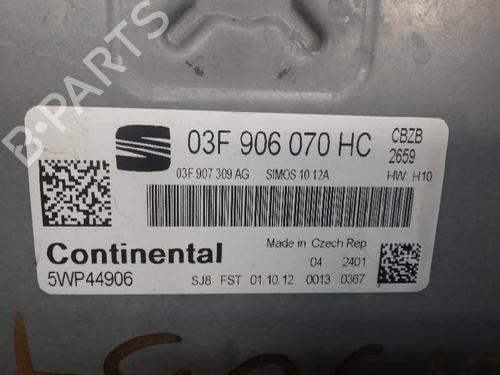 B-PARTS
03F 906 070 HC
CBZB
2659
03F 907 309 AG SIMOS 10.12A HW: H10
Continental
5WP44906
Made in Czech Rep
04 2401
SJ8 FST 01.10.12 0013 0367